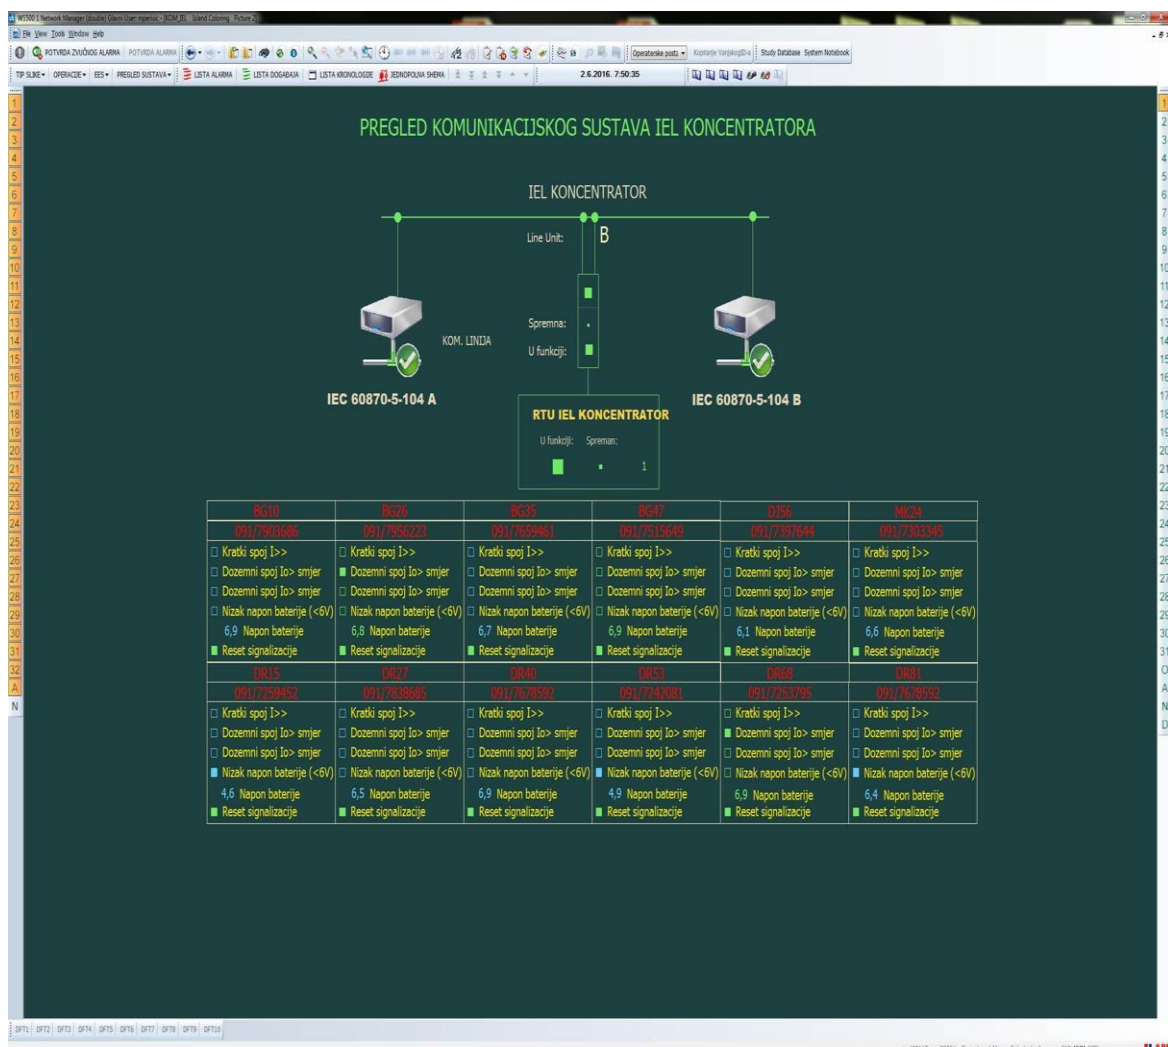 WS500 1 Network Manager (double) Glavni User: mpernic - [KOM_IEL Island Coloring Picture 2]
File View Tools Window Help
POTVRDA ZVUČNOG ALARMA POTVRDA ALARMA Operaterske posta Kopiranje VanjskogID-a Study Database System Notebook
TIP SLIKE OPERACIJE EES PREGLED SUSTAVA LISTA ALARMA LISTA DOGAĐAJA LISTA KRONOLOGIJE JEDNOPOLNA SHEMA 2.6.2016. 7:50:35
PREGLED KOMUNIKACIJSKOG SUSTAVA IEL KONCENTRATORA
IEL KONCENTRATOR
Line Unit: B
Spremna:
KOM. LINIJA
U funkciji:
IEC 60870-5-104 A IEC 60870-5-104 B
RTU IEL KONCENTRATOR
U funkciji: Spreman:
1
BG10 BG26 BG35 BG47 DJ56 MK24
091/7903686 091/7956223 091/7659461 091/7515649 091/7397644 091/7303345
Kratki spoj I>> Kratki spoj I>> Kratki spoj I>> Kratki spoj I>> Kratki spoj I>> Kratki spoj I>>
Dozemni spoj Io> smjer Dozemni spoj Io> smjer Dozemni spoj Io> smjer Dozemni spoj Io> smjer Dozemni spoj Io> smjer Dozemni spoj Io> smjer
Dozemni spoj Io> smjer Dozemni spoj Io> smjer Dozemni spoj Io> smjer Dozemni spoj Io> smjer Dozemni spoj Io> smjer Dozemni spoj Io> smjer
Nizak napon baterije (<6V) Nizak napon baterije (<6V) Nizak napon baterije (<6V) Nizak napon baterije (<6V) Nizak napon baterije (<6V) Nizak napon baterije (<6V)
6,9 Napon baterije 6,8 Napon baterije 6,7 Napon baterije 6,9 Napon baterije 6,1 Napon baterije 6,6 Napon baterije
Reset signalizacije Reset signalizacije Reset signalizacije Reset signalizacije Reset signalizacije Reset signalizacije
DR15 DR27 DR40 DR53 DR68 DR81
091/7259452 091/7838685 091/7678592 091/7242081 091/7253795 091/7678592
Kratki spoj I>> Kratki spoj I>> Kratki spoj I>> Kratki spoj I>> Kratki spoj I>> Kratki spoj I>>
Dozemni spoj Io> smjer Dozemni spoj Io> smjer Dozemni spoj Io> smjer Dozemni spoj Io> smjer Dozemni spoj Io> smjer Dozemni spoj Io> smjer
Dozemni spoj Io> smjer Dozemni spoj Io> smjer Dozemni spoj Io> smjer Dozemni spoj Io> smjer Dozemni spoj Io> smjer Dozemni spoj Io> smjer
Nizak napon baterije (<6V) Nizak napon baterije (<6V) Nizak napon baterije (<6V) Nizak napon baterije (<6V) Nizak napon baterije (<6V) Nizak napon baterije (<6V)
4,6 Napon baterije 6,5 Napon baterije 6,9 Napon baterije 4,9 Napon baterije 6,9 Napon baterije 6,4 Napon baterije
Reset signalizacije Reset signalizacije Reset signalizacije Reset signalizacije Reset signalizacije Reset signalizacije
DFT1 DFT2 DFT3 DFT4 DFT5 DFT6 DFT7 DFT8 DFT9 DFT10